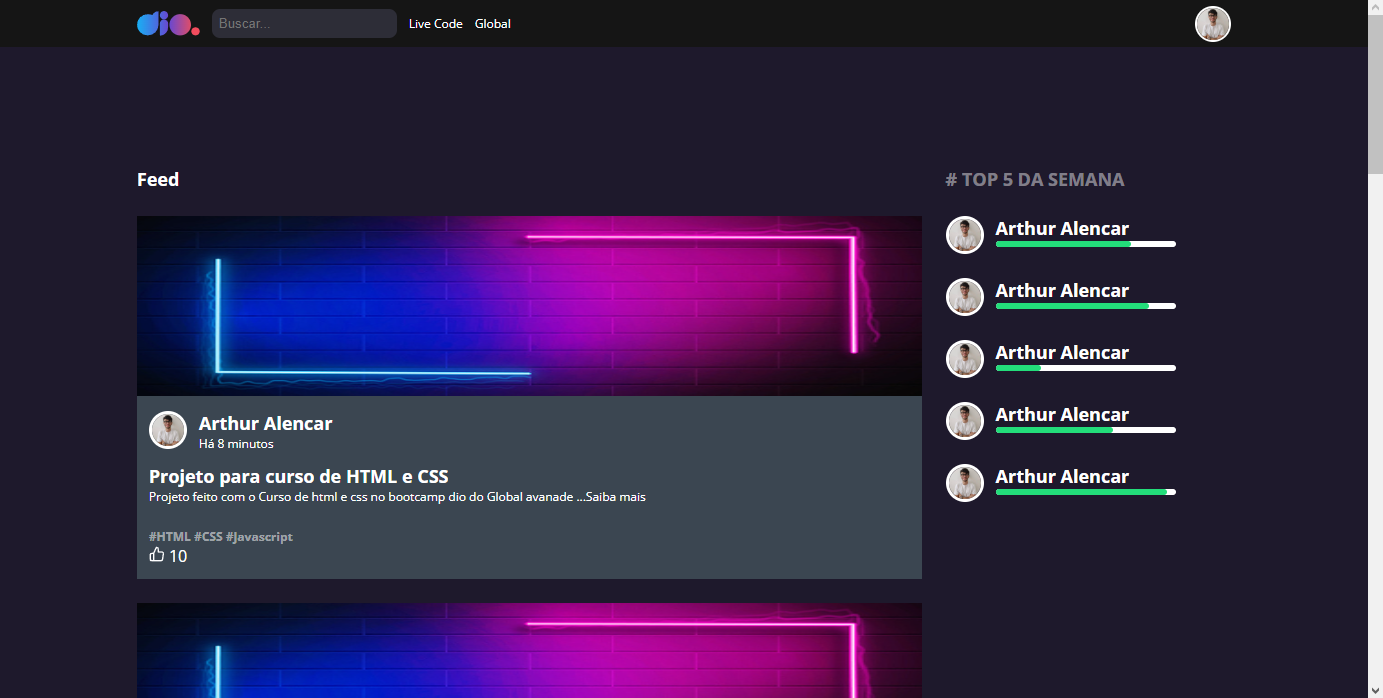 dio.
Buscar...
Live Code
Global
Feed
Arthur Alencar
Há 8 minutos
Projeto para curso de HTML e CSS
Projeto feito com o Curso de html e css no bootcamp dio do Global avanade ...Saiba mais
#HTML #CSS #Javascript
10
# TOP 5 DA SEMANA
Arthur Alencar
Arthur Alencar
Arthur Alencar
Arthur Alencar
Arthur Alencar